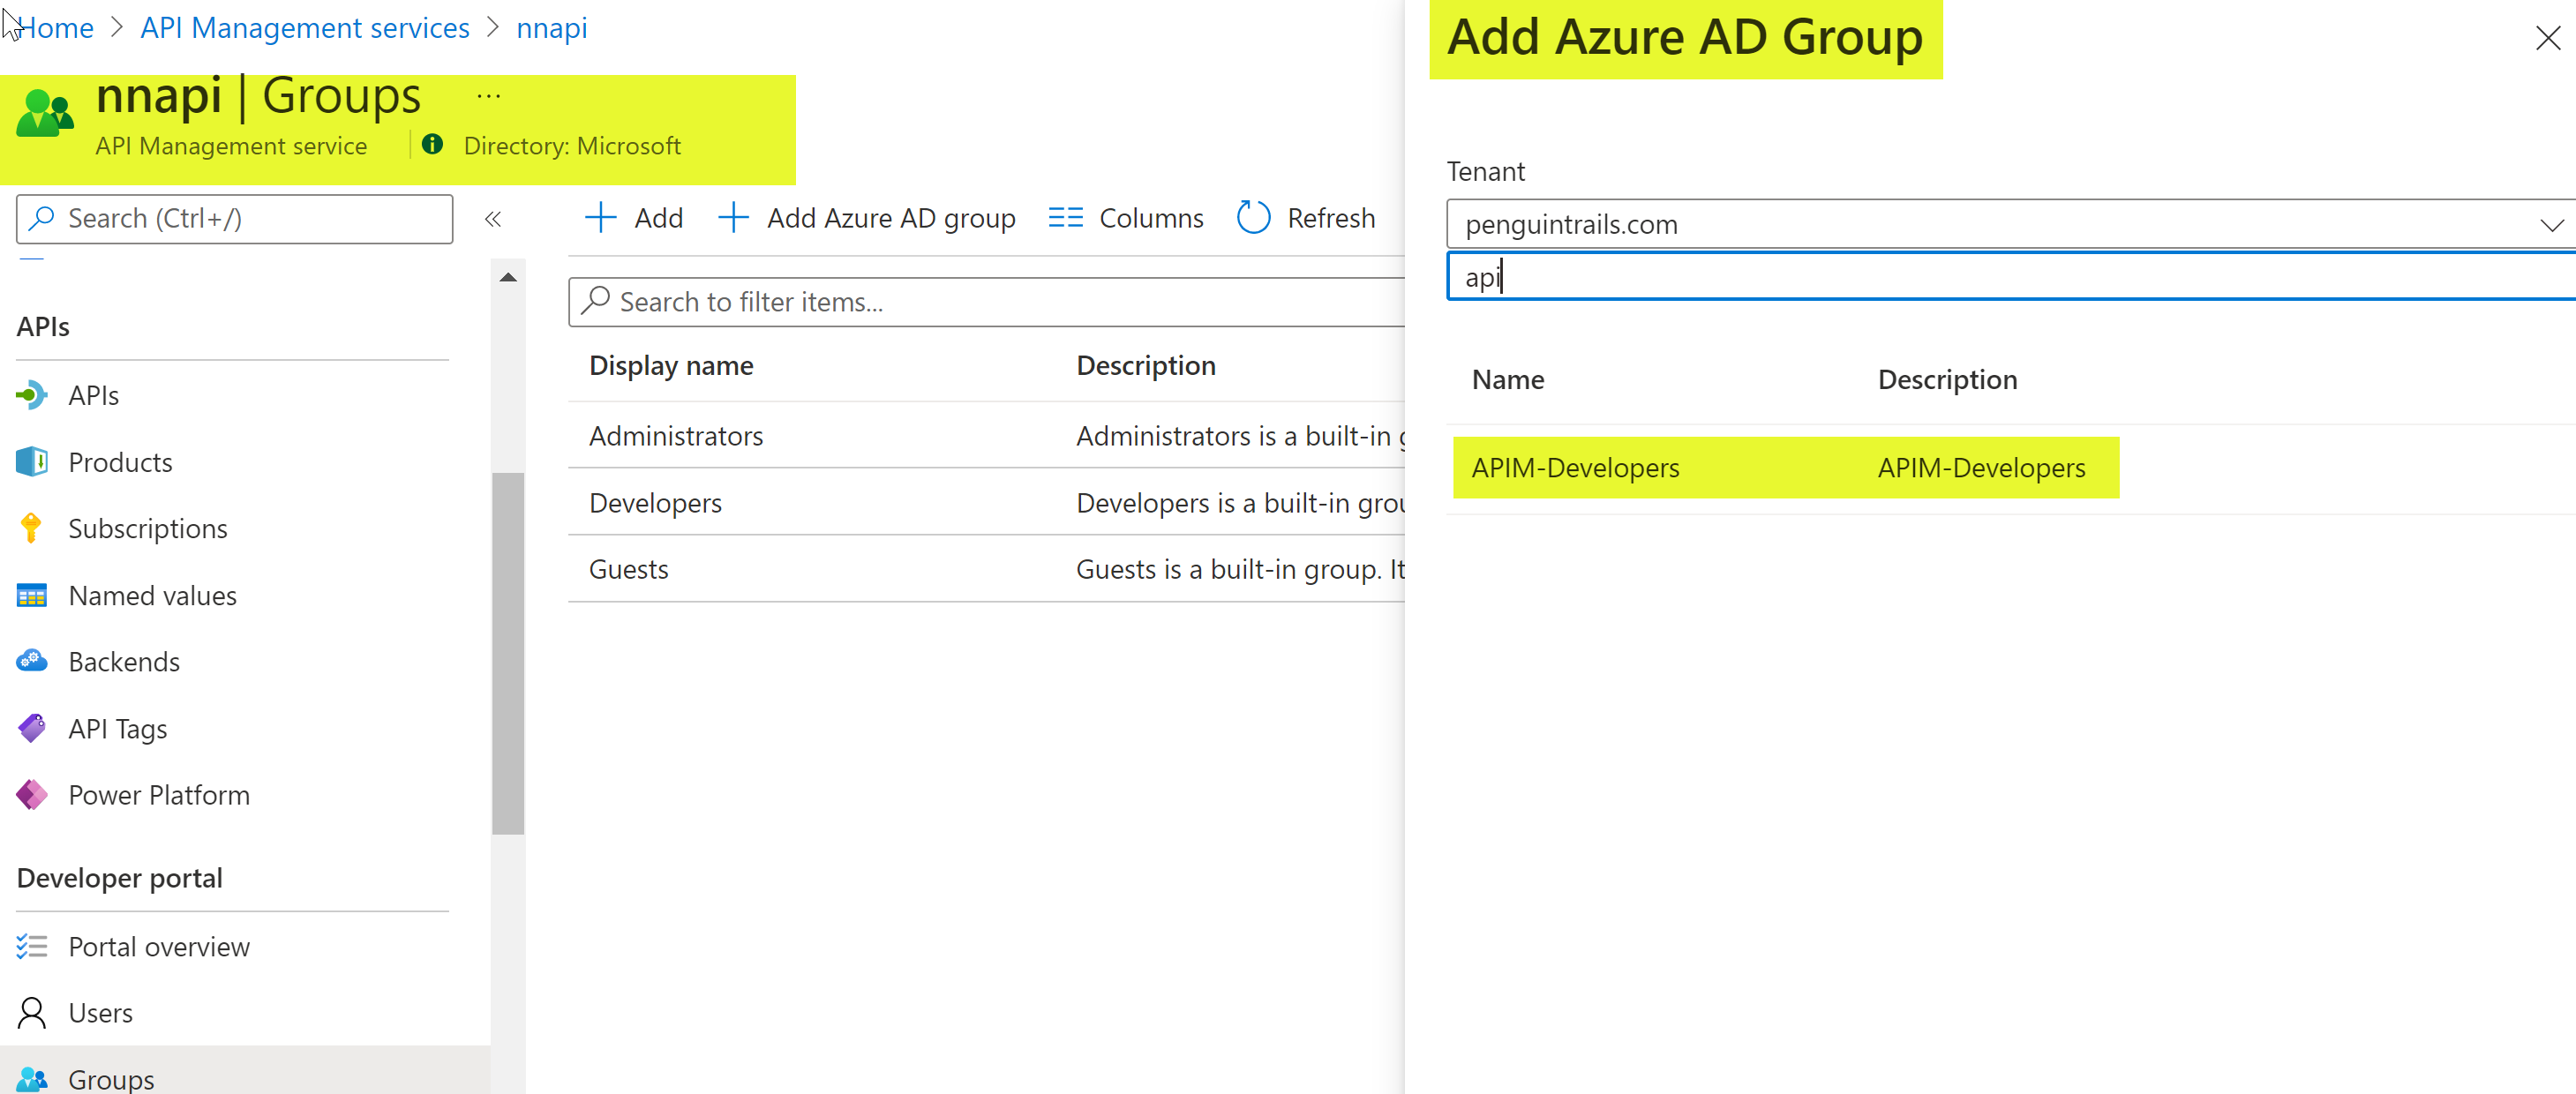 Home > API Management services > nnapi
nnapi | Groups ...
API Management service | Directory: Microsoft
Search (Ctrl+/)
«
APIs
APIs
Products
Subscriptions
Named values
Backends
API Tags
Power Platform
Developer portal
Portal overview
Users
Groups
+ Add + Add Azure AD group Columns Refresh
Search to filter items...
Display name Description
Administrators Administrators is a built-in g
Developers Developers is a built-in grou
Guests Guests is a built-in group. It
Add Azure AD Group
Tenant
penguintrails.com
api
Name Description
APIM-Developers APIM-Developers